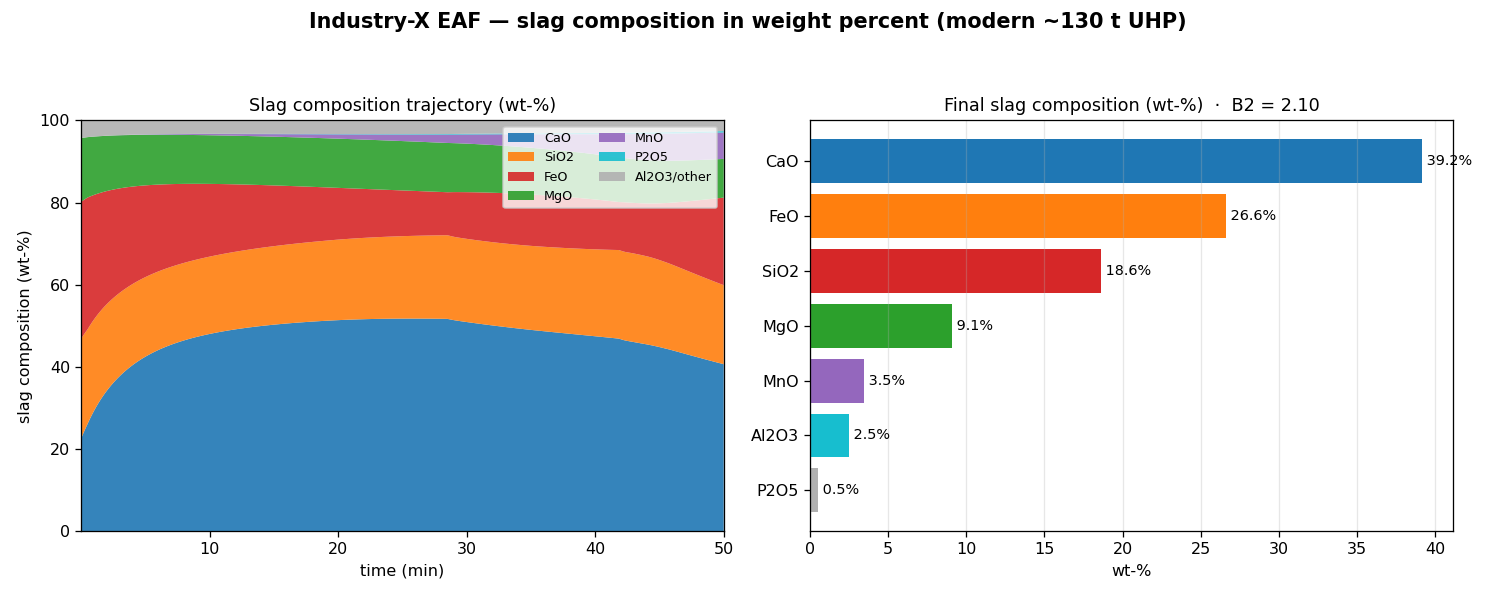 Industry-X EAF — slag composition in weight percent (modern ~130 t UHP)
Slag composition trajectory (wt-%)
100
80
60
40
20
0
slag composition (wt-%)
10 20 30 40 50
time (min)
CaO MnO
SiO2 P2O5
FeO Al2O3/other
MgO
Final slag composition (wt-%) · B2 = 2.10
CaO 39.2%
FeO 26.6%
SiO2 18.6%
MgO 9.1%
MnO 3.5%
Al2O3 2.5%
P2O5 0.5%
0 5 10 15 20 25 30 35 40
wt-%